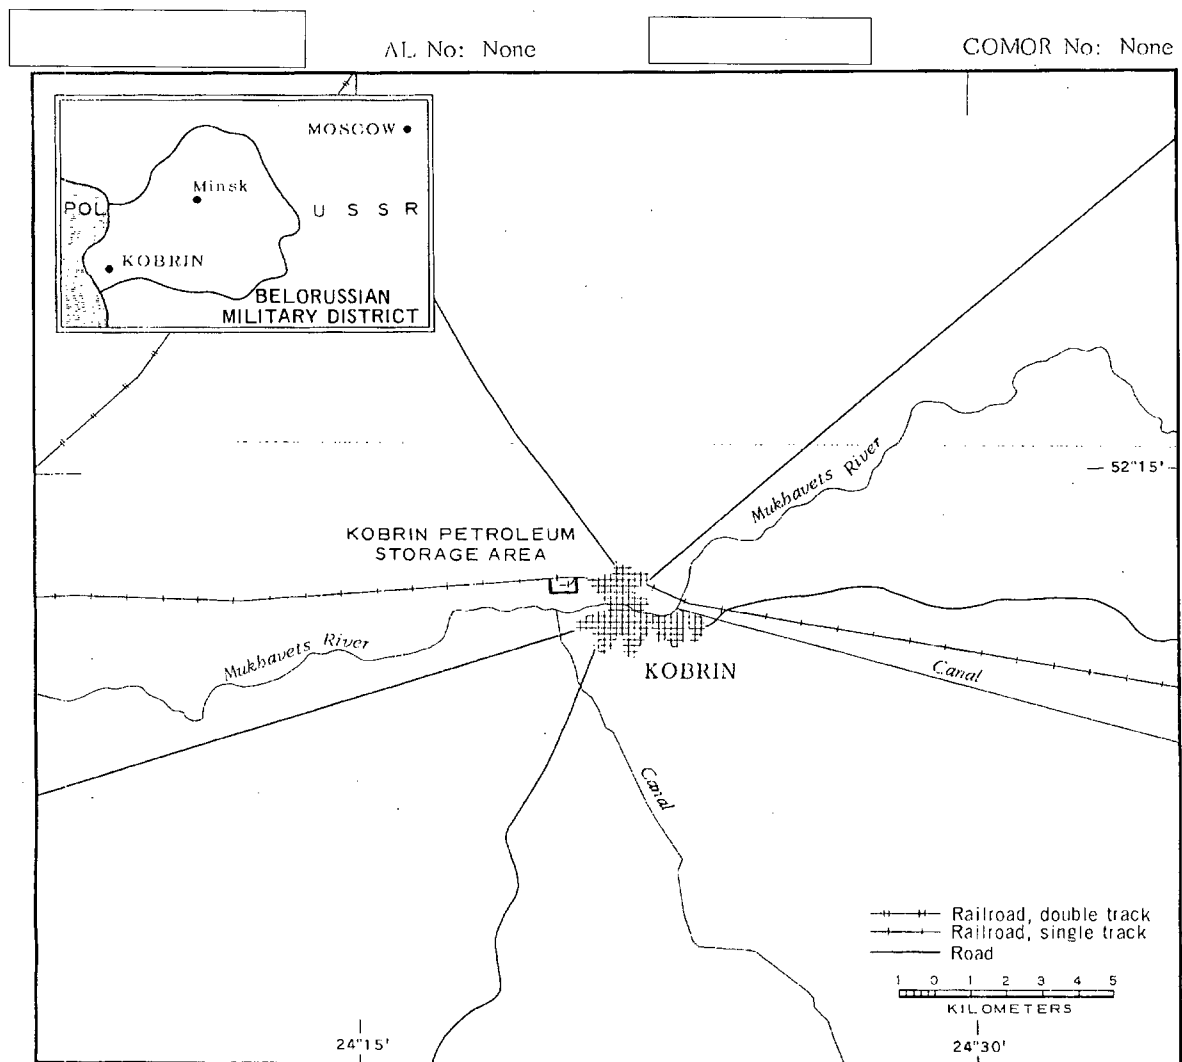 AL No: None
COMOR No: None
MOSCOW
Minsk
POL
U S S R
KOBRIN
BELORUSSIAN
MILITARY DISTRICT
52°15'
Mukhavets River
KOBRIN PETROLEUM
STORAGE AREA
Mukhavets River
KOBRIN
Canal
Canal
Railroad, double track
Railroad, single track
Road
1 0 1 2 3 4 5
KILOMETERS
24°15'
24°30'